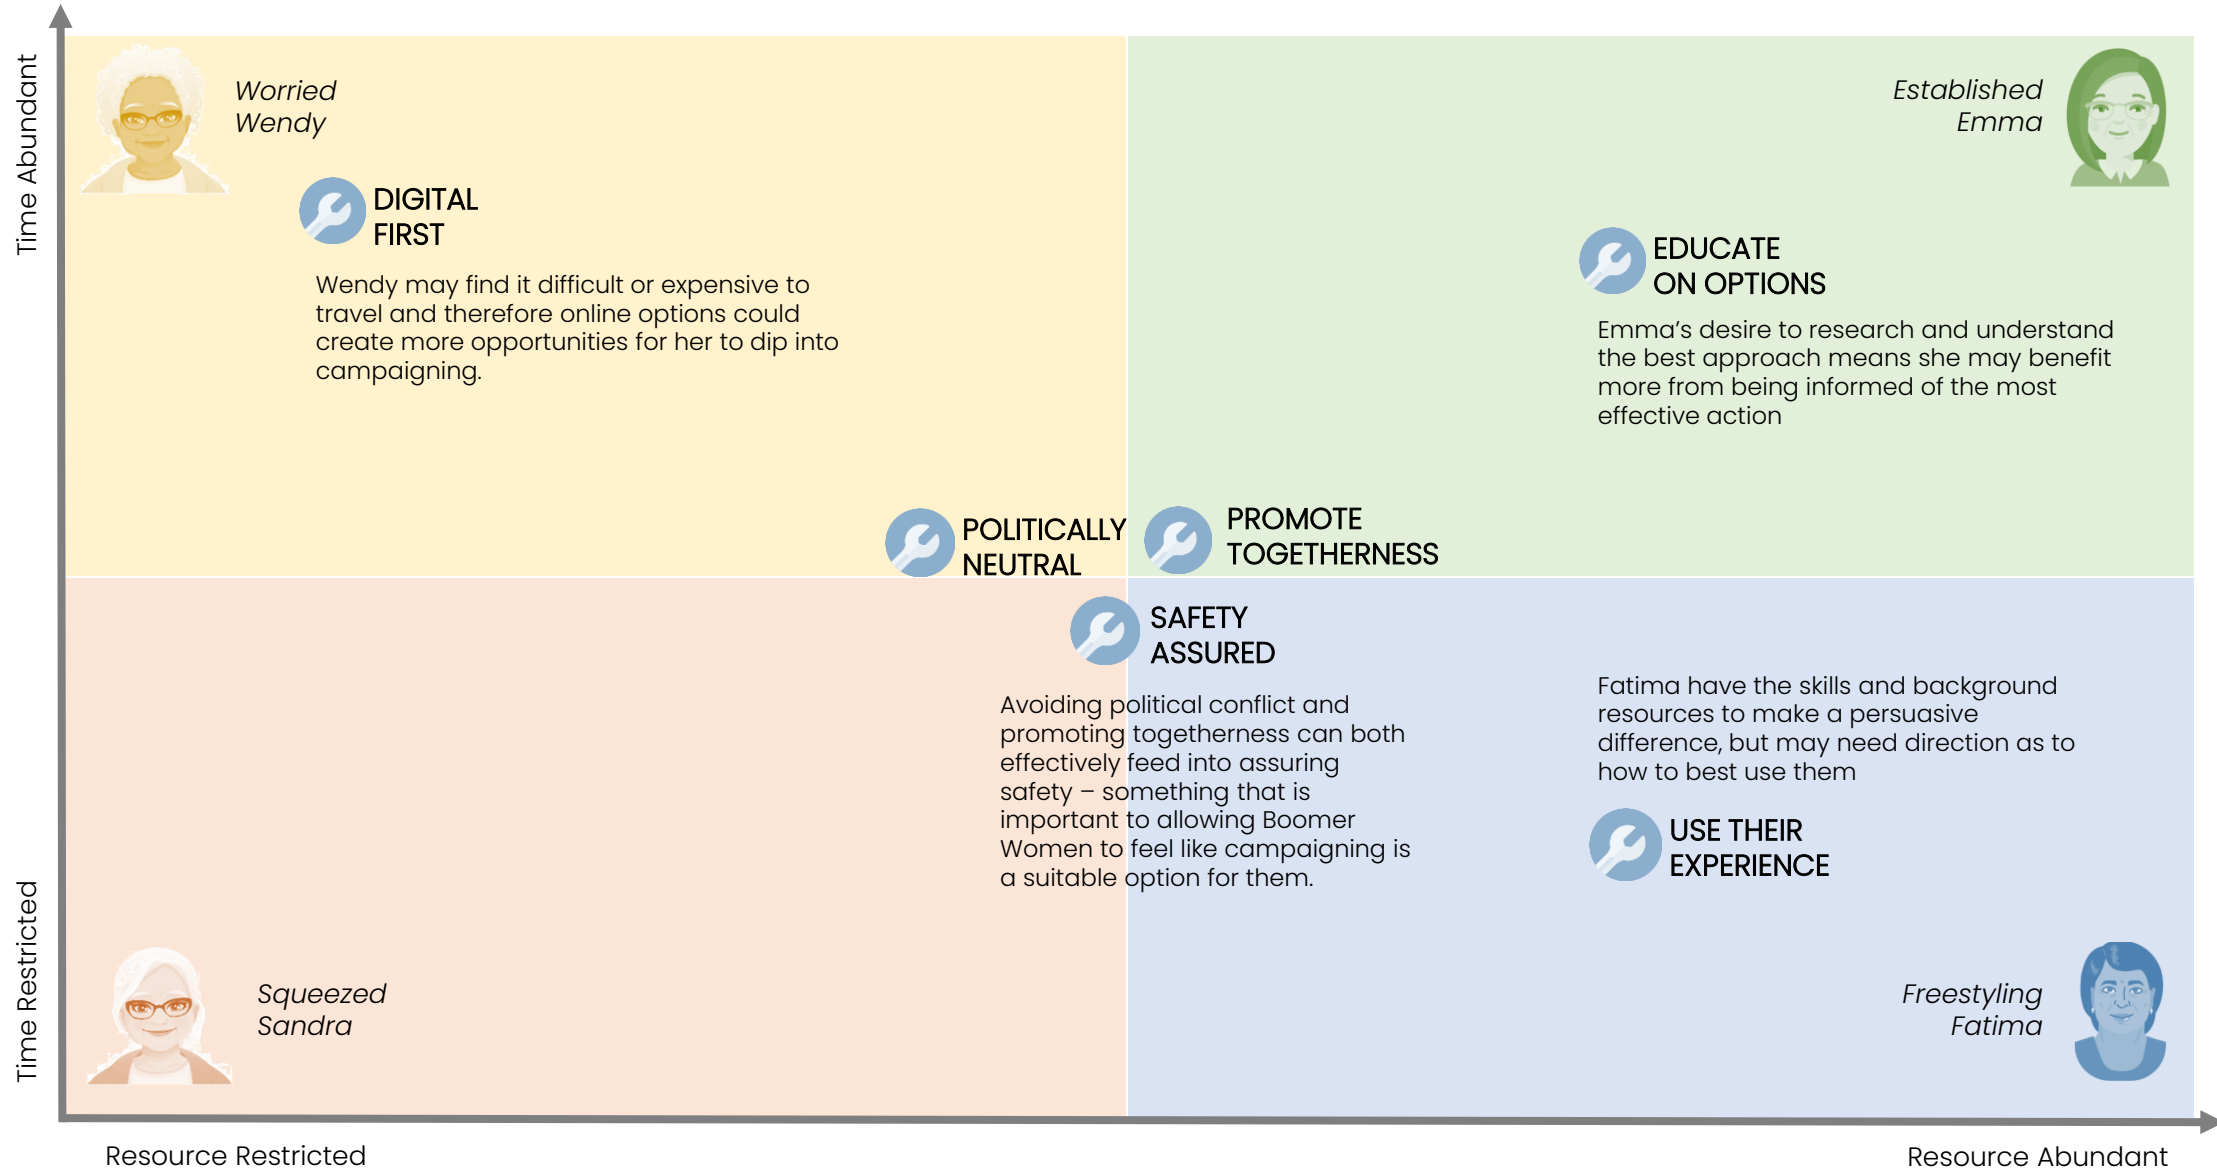 Time Abundant
Worried
Wendy
DIGITAL
FIRST
Wendy may find it difficult or expensive to
travel and therefore online options could
create more opportunities for her to dip into
campaigning.
Established
Emma
EDUCATE
ON OPTIONS
Emma’s desire to research and understand
the best approach means she may benefit
more from being informed of the most
effective action
POLITICALLY
NEUTRAL
PROMOTE
TOGETHERNESS
SAFETY
ASSURED
Avoiding political conflict and
promoting togetherness can both
effectively feed into assuring
safety – something that is
important to allowing Boomer
Women to feel like campaigning is
a suitable option for them.
Fatima have the skills and background
resources to make a persuasive
difference, but may need direction as to
how to best use them
USE THEIR
EXPERIENCE
Time Restricted
Squeezed
Sandra
Freestyling
Fatima
Resource Restricted
Resource Abundant